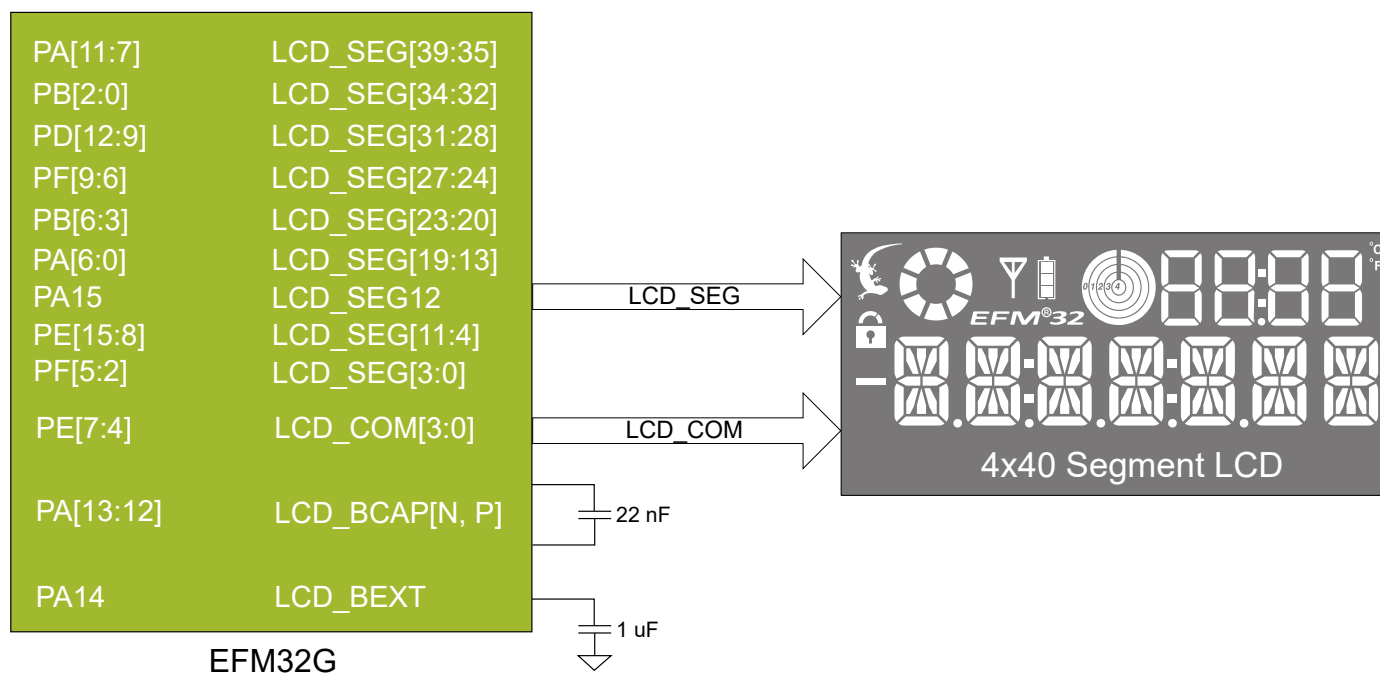 PA[11:7] LCD_SEG[39:35]
PB[2:0] LCD_SEG[34:32]
PD[12:9] LCD_SEG[31:28]
PF[9:6] LCD_SEG[27:24]
PB[6:3] LCD_SEG[23:20]
PA[6:0] LCD_SEG[19:13]
PA15 LCD_SEG12
PE[15:8] LCD_SEG[11:4]
PF[5:2] LCD_SEG[3:0]
PE[7:4] LCD_COM[3:0]
PA[13:12] LCD_BCAP[N, P]
PA14 LCD_BEXT
EFM32G
LCD_SEG
LCD_COM
22 nF
1 uF
°C
°F
0 1 2 3 4
EFM®32
88:88
4x40 Segment LCD